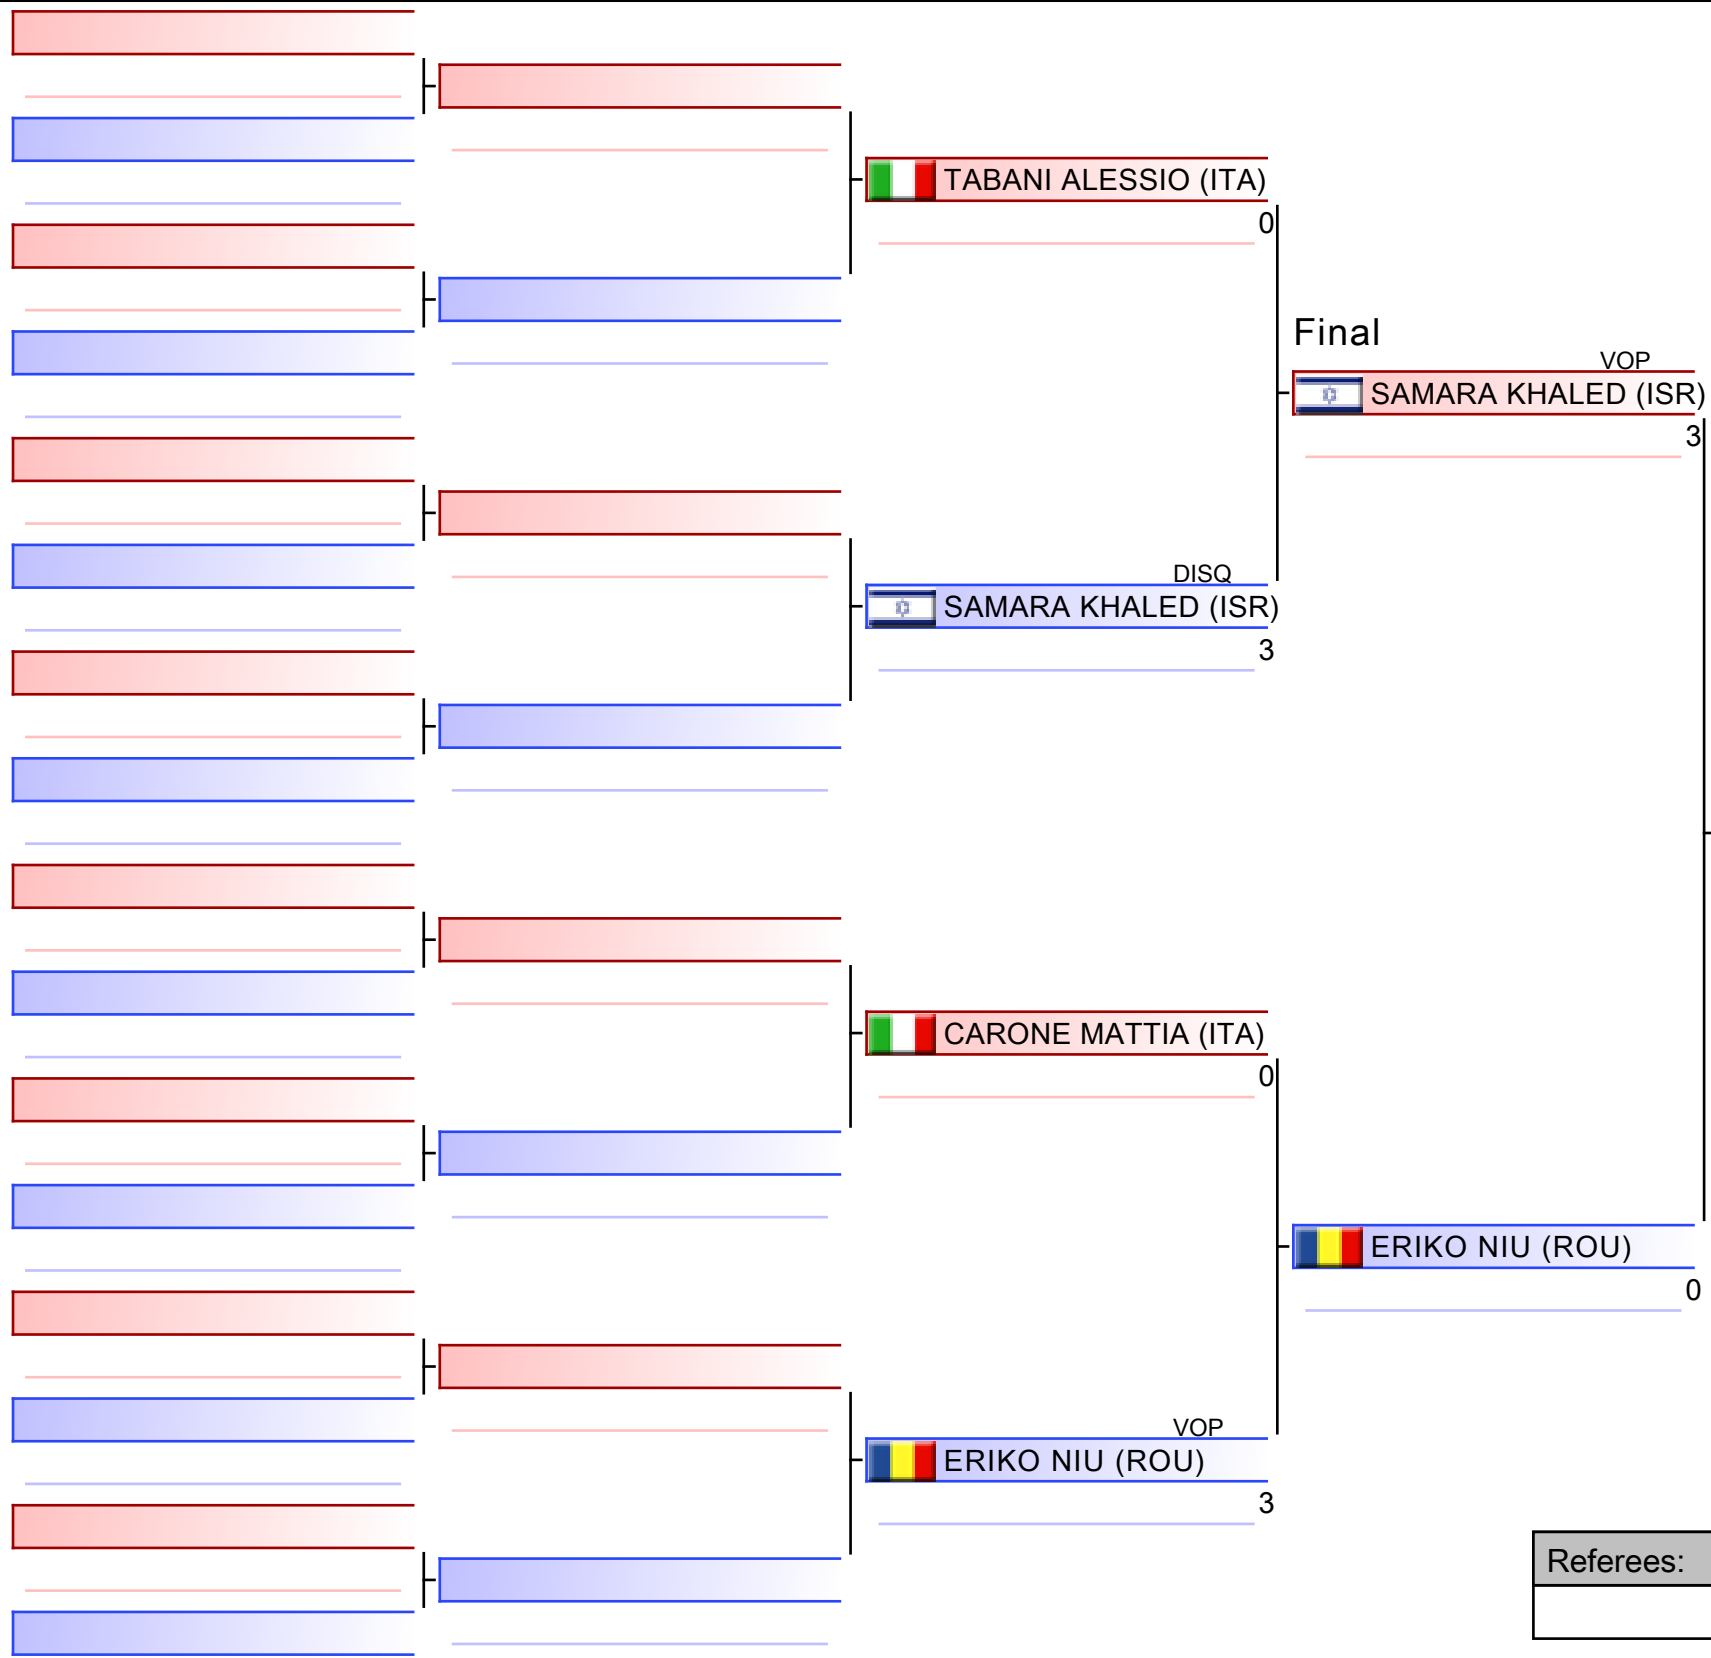 TABANI ALESSIO (ITA)
0
Final
VOP
SAMARA KHALED (ISR)
3
DISQ
SAMARA KHALED (ISR)
3
CARONE MATTIA (ITA)
0
ERIKO NIU (ROU)
0
VOP
ERIKO NIU (ROU)
3
Referees: